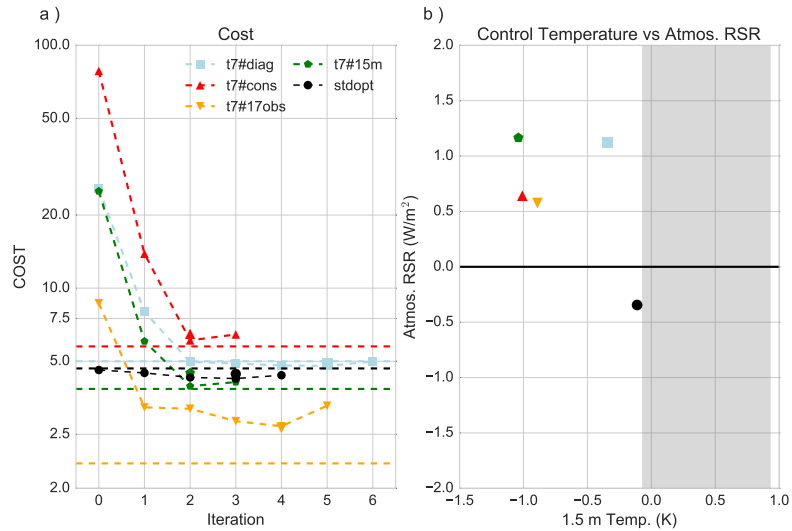 a )
Cost
100.0
50.0
20.0
10.0
7.5
5.0
2.5
2.0
COST
0
1
2
3
4
5
6
Iteration
t7#diag
t7#cons
t7#17obs
t7#15m
stdopt
b )
Control Temperature vs Atmos. RSR
2.0
1.5
1.0
0.5
0.0
−0.5
−1.0
−1.5
−2.0
Atmos. RSR (W/m²)
−1.5
−1.0
−0.5
0.0
0.5
1.0
1.5 m Temp. (K)